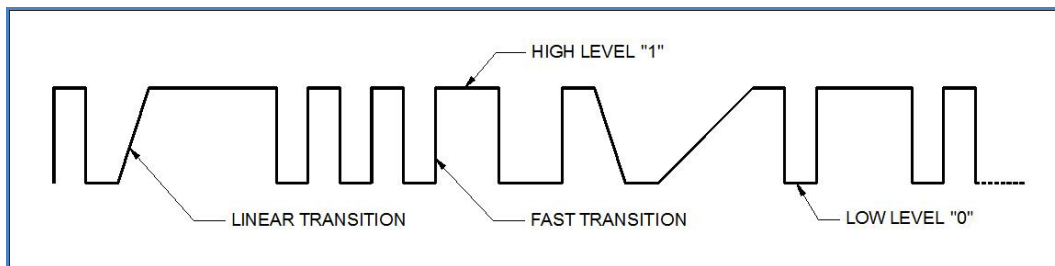 HIGH LEVEL "1"
LINEAR TRANSITION
FAST TRANSITION
LOW LEVEL "0"